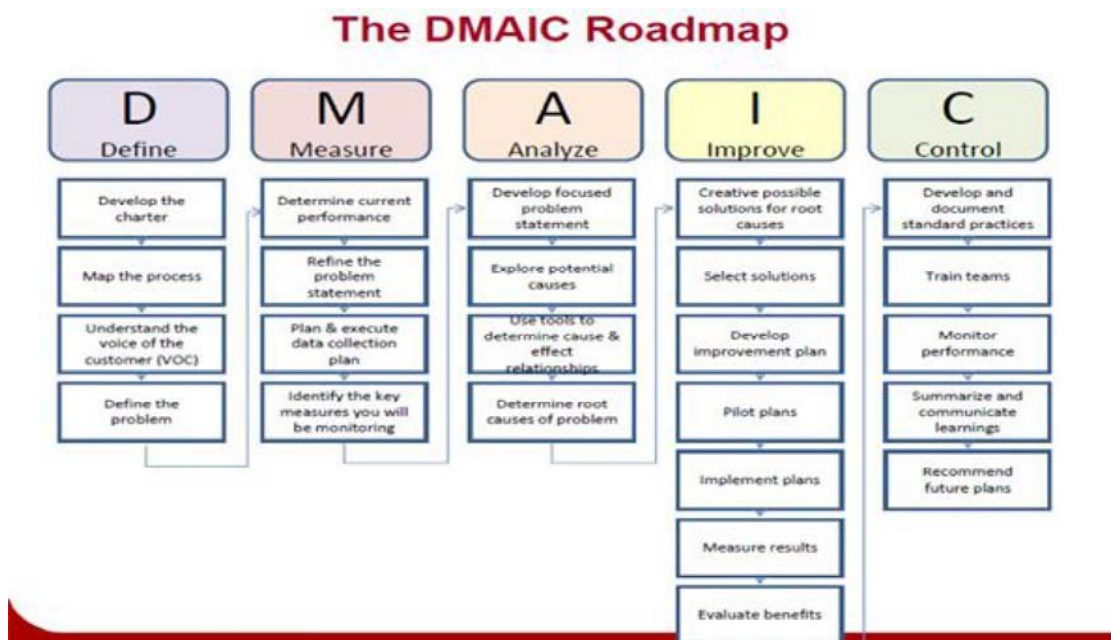 The DMAIC Roadmap
D
Define
Develop the
charter
Map the process
Understand the
voice of the
customer (VOC)
Define the
problem
M
Measure
Determine current
performance
Refine the
problem
statement
Plan & execute
data collection
plan
Identify the key
measures you will
be monitoring
A
Analyze
Develop focused
problem
statement
Explore potential
causes
Use tools to
determine cause &
effect
relationships
Determine root
causes of problem
I
Improve
Creative possible
solutions for root
causes
Select solutions
Develop
improvement plan
Pilot plans
Implement plans
Measure results
Evaluate benefits
C
Control
Develop and
document
standard practices
Train teams
Monitor
performance
Summarize and
communicate
learnings
Recommend
future plans